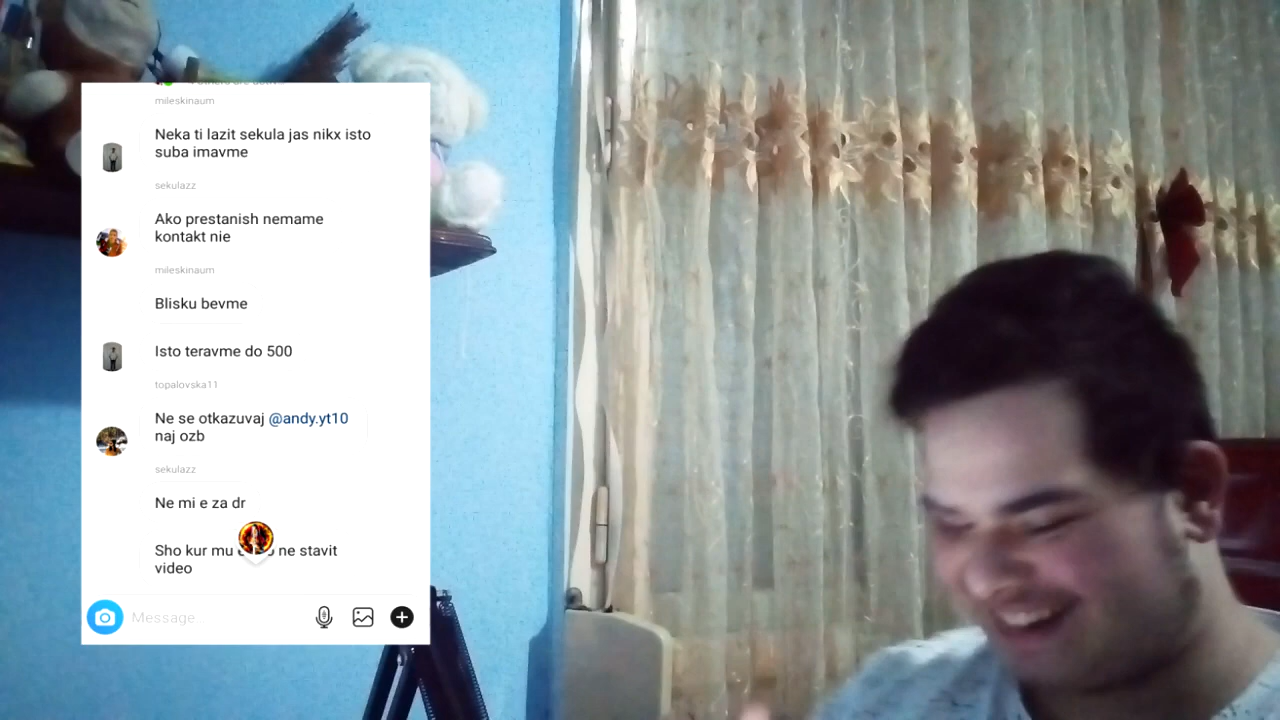 mileskinaum
Neka ti lazit sekula jas nikx isto
suba imavme
sekulazz
Ako prestanish nemame
kontakt nie
mileskinaum
Blisku bevme
Isto teravme do 500
topalovska11
Ne se otkazuvaj @andy.yt10
naj ozb
sekulazz
Ne mi e za dr
Sho kur mu ne stavit
video
Message...